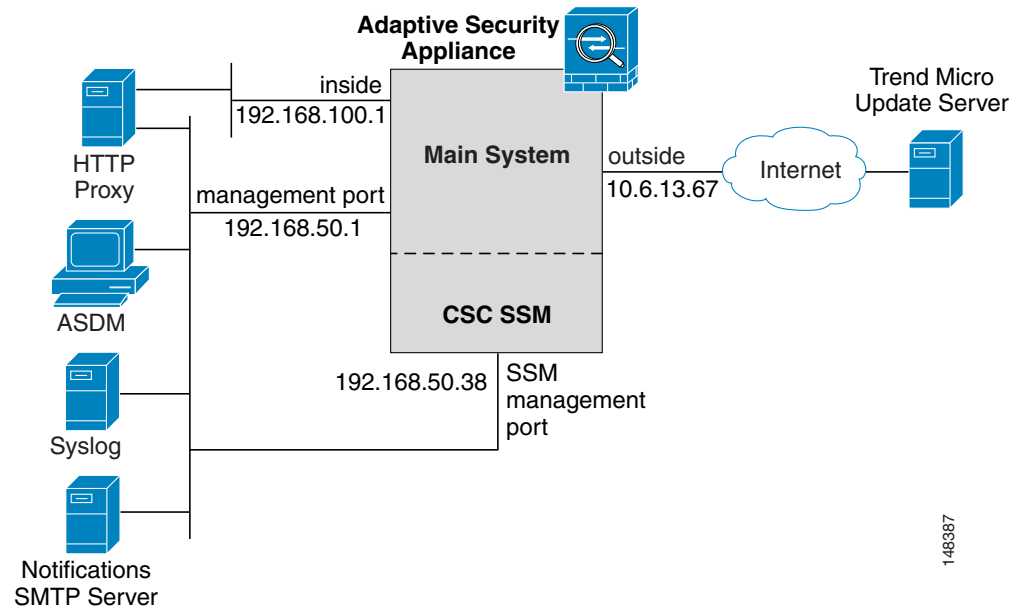 Adaptive Security
Appliance
inside
192.168.100.1
HTTP
Proxy
Main System
outside
10.6.13.67
Internet
Trend Micro
Update Server
management port
192.168.50.1
ASDM
CSC SSM
192.168.50.38
SSM
management
port
Syslog
Notifications
SMTP Server
148387